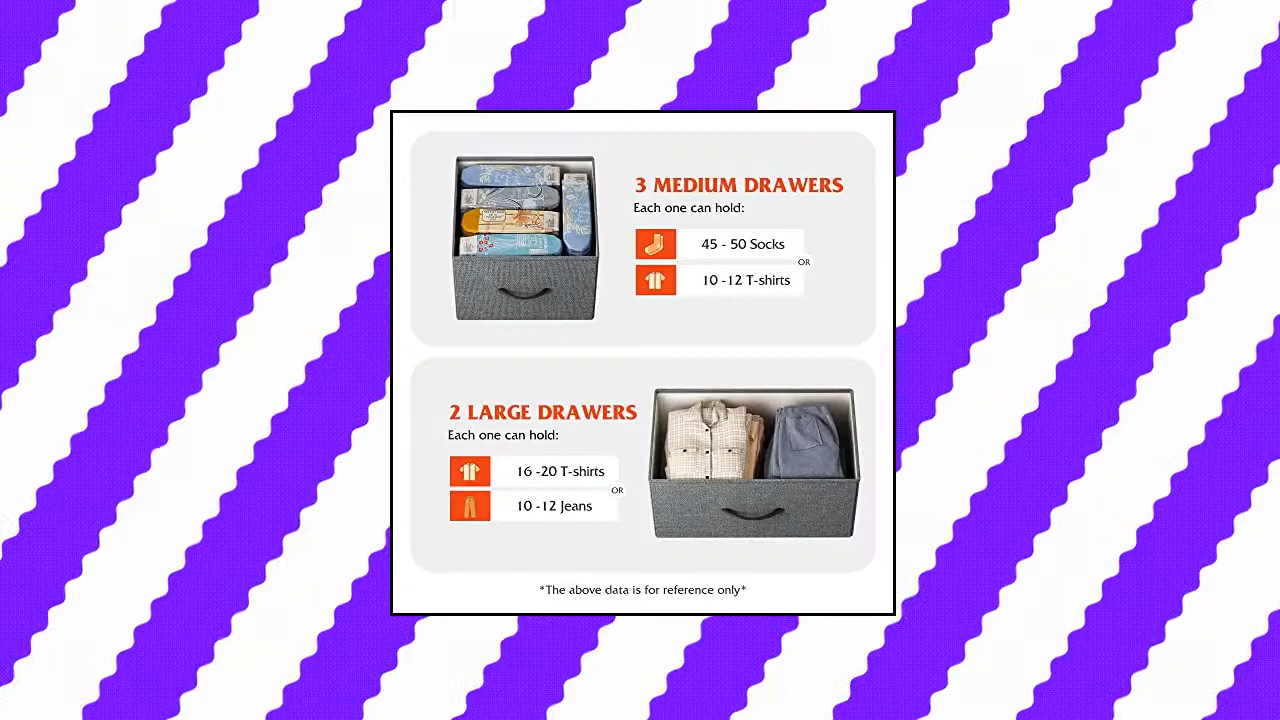 3 MEDIUM DRAWERS
Each one can hold:
45 - 50 Socks
OR
10 -12 T-shirts
2 LARGE DRAWERS
Each one can hold:
16 -20 T-shirts
OR
10 -12 Jeans
*The above data is for reference only*